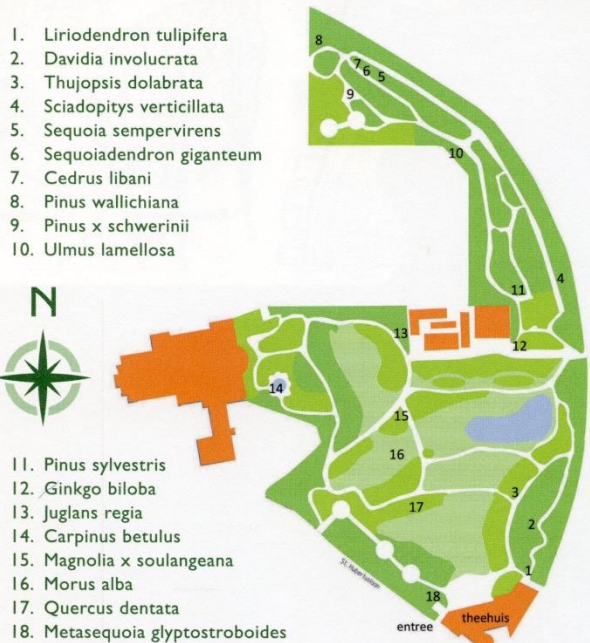 1. Liriodendron tulipifera
2. Davidia involucrata
3. Thujopsis dolabrata
4. Sciadopitys verticillata
5. Sequoia sempervirens
6. Sequoiadendron giganteum
7. Cedrus libani
8. Pinus wallichiana
9. Pinus x schwerinii
10. Ulmus lamellosa
N
11. Pinus sylvestris
12. Ginkgo biloba
13. Juglans regia
14. Carpinus betulus
15. Magnolia x soulangeana
16. Morus alba
17. Quercus dentata
18. Metasequoia glyptostroboides
8
7
6
5
9
10
4
11
12
13
14
15
16
3
17
2
1
18
St. Hubertuslaan
theehuis
entree